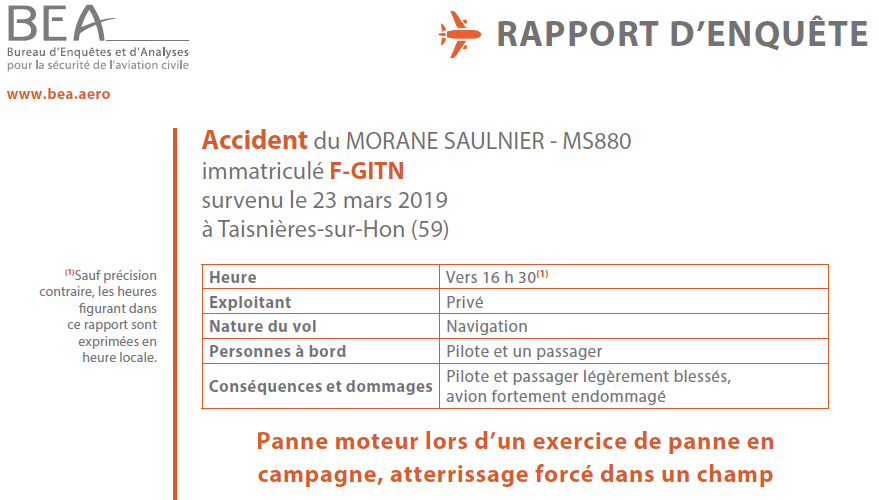 BEA
Bureau d'Enquêtes et d'Analyses
pour la sécurité de l'aviation civile
www.bea.aero
RAPPORT D'ENQUÊTE
Accident du MORANE SAULNIER - MS880
immatriculé F-GITN
survenu le 23 mars 2019
à Taisnières-sur-Hon (59)
(1)Sauf précision
contraire, les heures
figurant dans
ce rapport sont
exprimées en
heure locale.
Heure Vers 16 h 30(1)
Exploitant Privé
Nature du vol Navigation
Personnes à bord Pilote et un passager
Conséquences et dommages Pilote et passager légèrement blessés,
avion fortement endommagé
Panne moteur lors d'un exercice de panne en
campagne, atterrissage forcé dans un champ